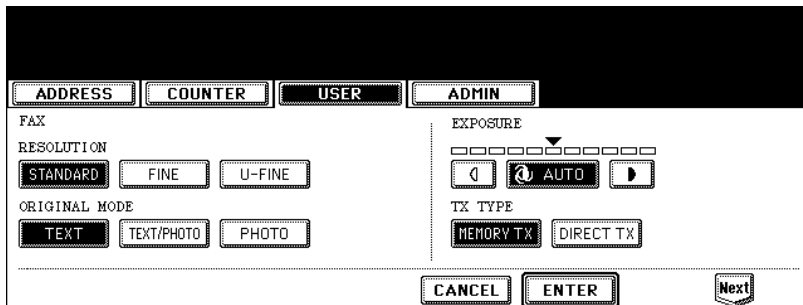 ADDRESS COUNTER USER ADMIN
FAX
RESOLUTION
STANDARD FINE U-FINE
ORIGINAL MODE
TEXT TEXT/PHOTO PHOTO
EXPOSURE
AUTO
TX TYPE
MEMORY TX DIRECT TX
CANCEL ENTER Next